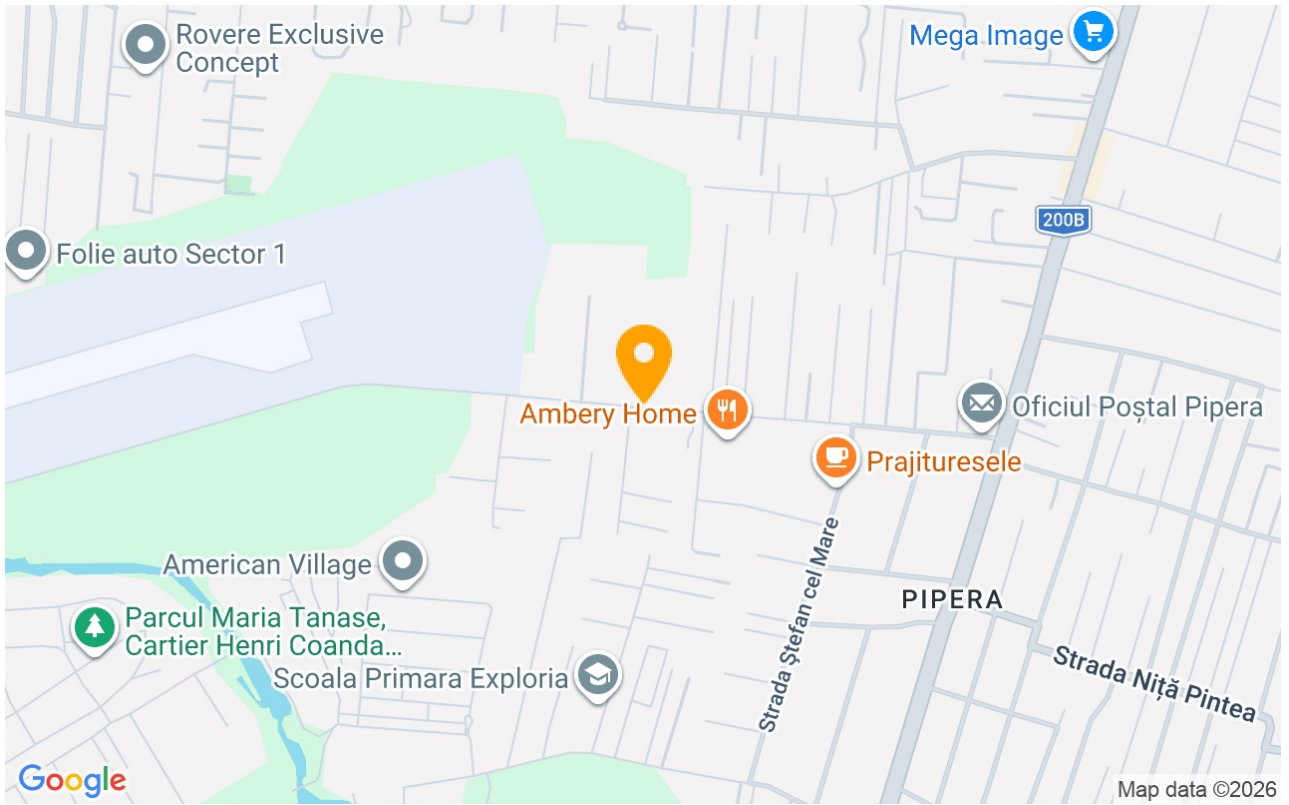 Rovere Exclusive
Concept
Mega Image
200B
Folie auto Sector 1
Ambery Home
Oficiul Poștal Pipera
Prajituresele
American Village
Strada Ștefan cel Mare
PIPERA
Parcul Maria Tanase,
Cartier Henri Coanda...
Scoala Primara Exploria
Strada Niță Pintea
Google
Map data ©2026